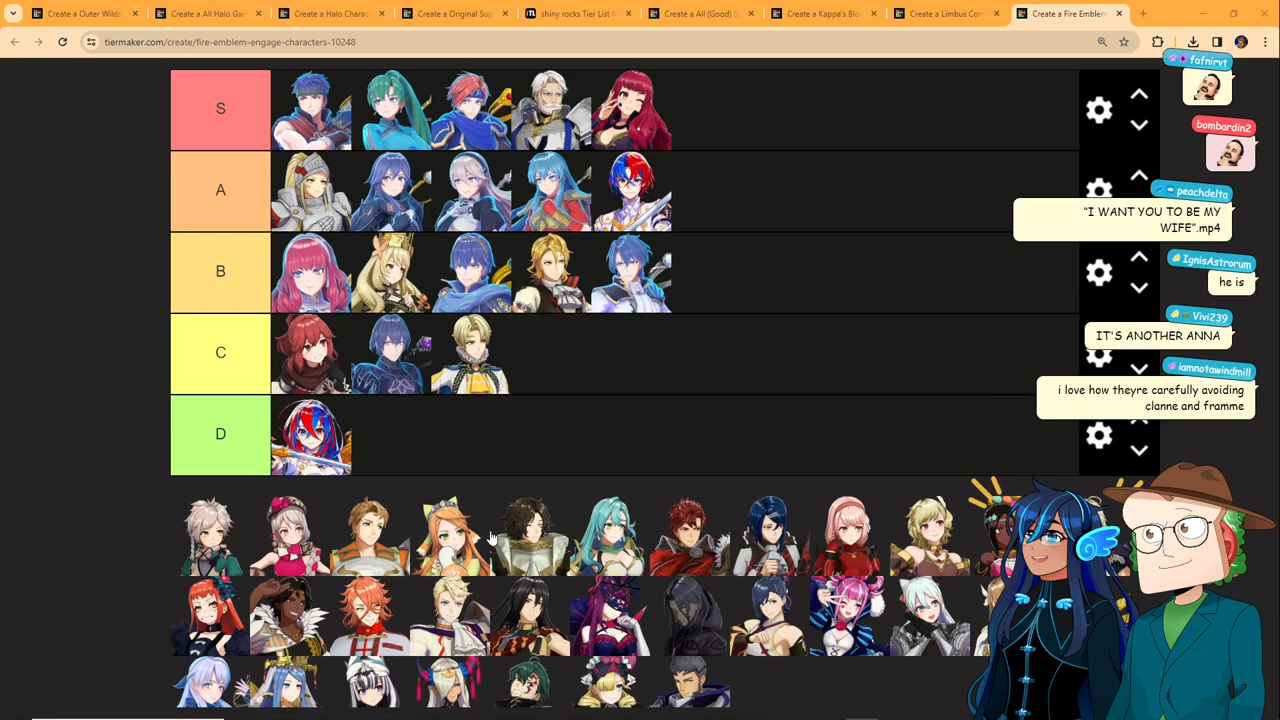 Create a Outer Wilds
Create a All Halo Gar
Create a Halo Charac
Create a Original Sup
shiny rocks Tier List M
Create a All (Good) S
Create a Kappa's Blor
Create a Limbus Com
Create a Fire Emblem
tiermaker.com/create/fire-emblem-engage-characters-10248
S
A
B
C
D
fafnirvt
bombardin2
peachdelta
"I WANT YOU TO BE MY
WIFE".mp4
IgnisAstrorum
he is
Vivi239
IT'S ANOTHER ANNA
iamnotawindmill
i love how theyre carefully avoiding
clanne and framme